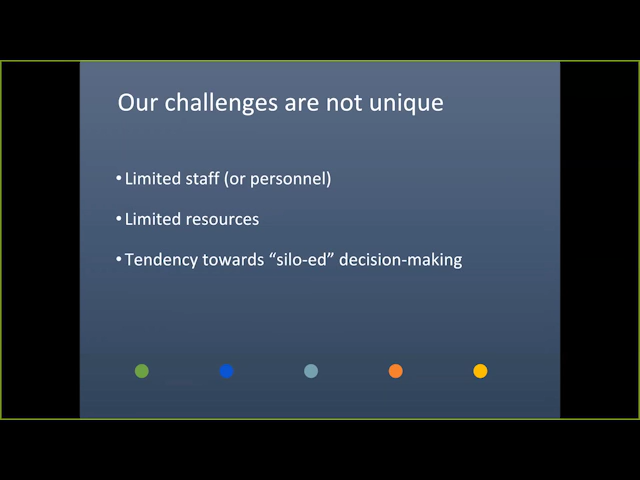 Our challenges are not unique
• Limited staff (or personnel)
• Limited resources
• Tendency towards “silo-ed” decision-making